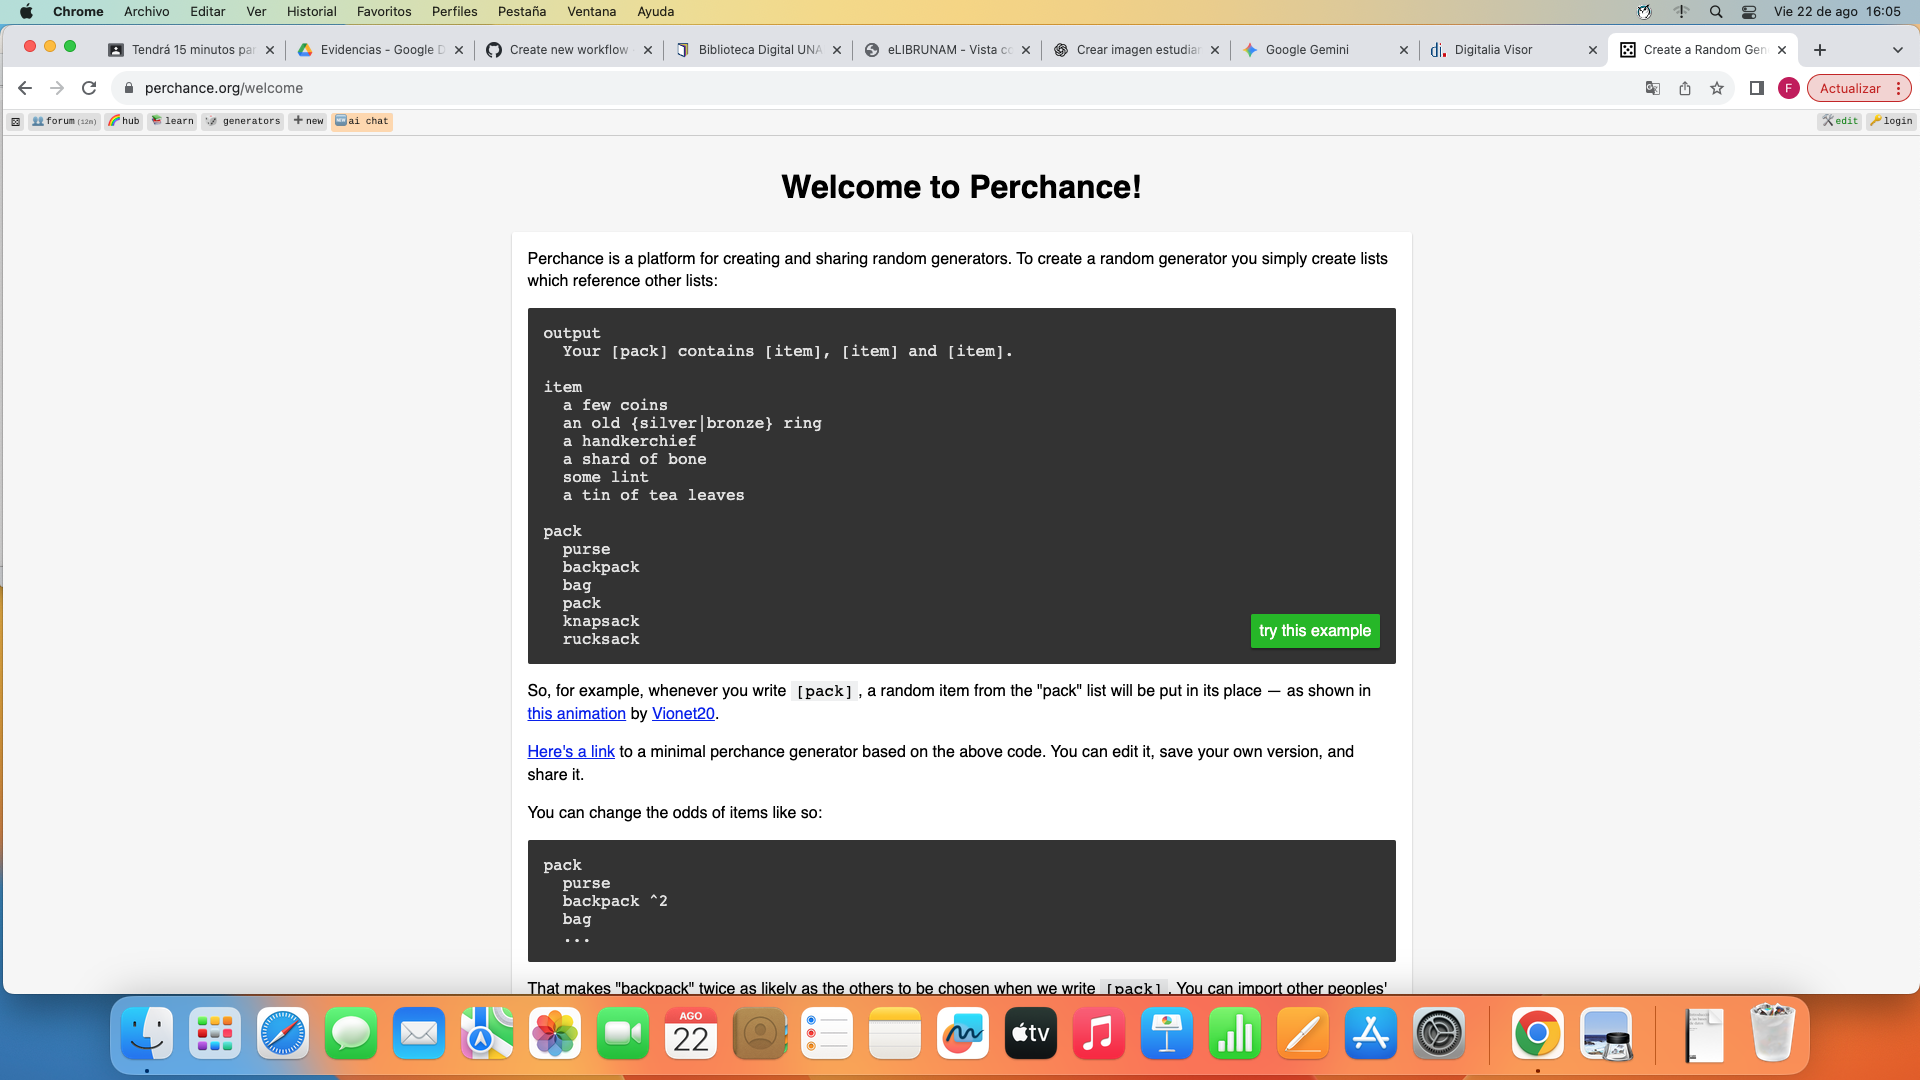 Chrome Archivo Editar Ver Historial Favoritos Perfiles Pestaña Ventana Ayuda Vie 22 de ago 16:05
Tendrá 15 minutos par Evidencias - Google D Create new workflow Biblioteca Digital UNA eLIBRUNAM - Vista co Crear imagen estudian Google Gemini di. Digitalia Visor Create a Random Gen
perchance.org/welcome F Actualizar
forum (12m) hub learn generators + new ai chat edit login
Welcome to Perchance!
Perchance is a platform for creating and sharing random generators. To create a random generator you simply create lists
which reference other lists:
output
Your [pack] contains [item], [item] and [item].
item
a few coins
an old {silver|bronze} ring
a handkerchief
a shard of bone
some lint
a tin of tea leaves
pack
purse
backpack
bag
pack
knapsack
rucksack
try this example
So, for example, whenever you write [pack], a random item from the "pack" list will be put in its place — as shown in
this animation by Vionet20.
Here's a link to a minimal perchance generator based on the above code. You can edit it, save your own version, and
share it.
You can change the odds of items like so:
pack
purse
backpack ^2
bag
...
That makes "backpack" twice as likely as the others to be chosen when we write [pack]. You can import other peoples'
AGO
22
tv